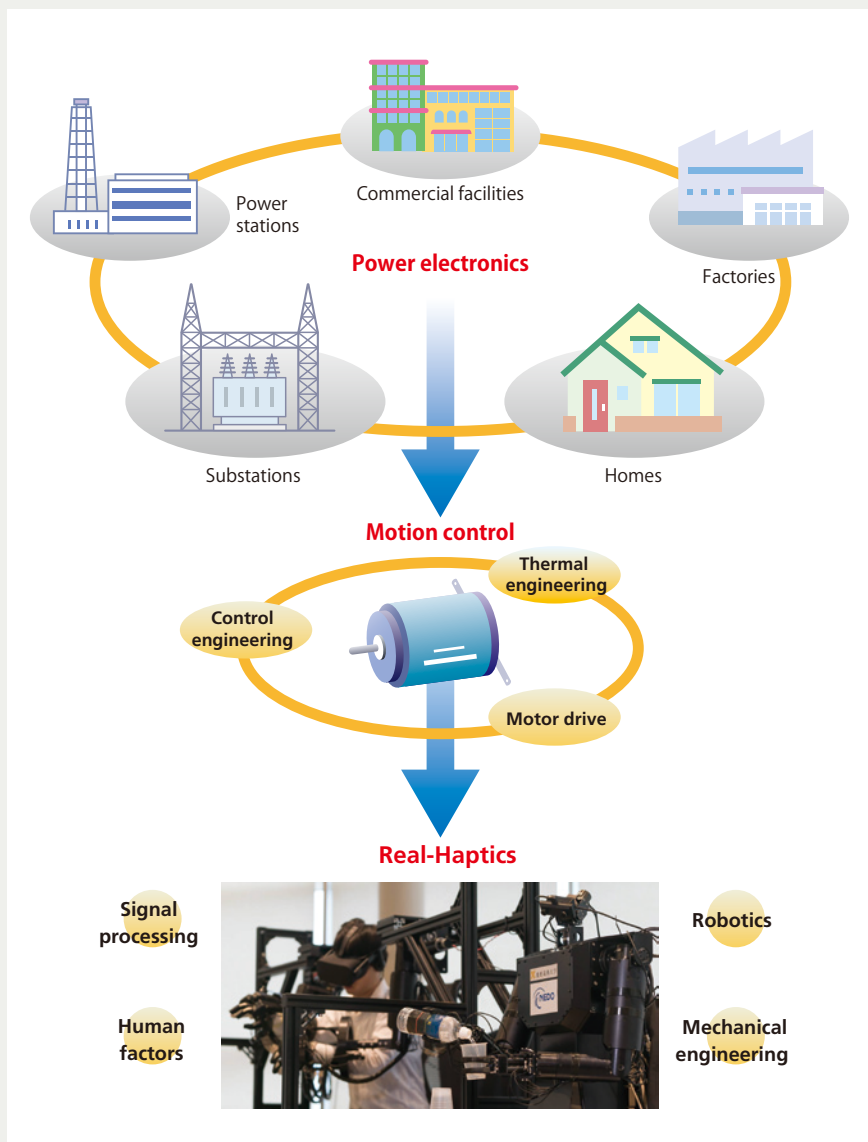 Commercial facilities
Power
stations
Power electronics
Factories
Substations
Homes
Motion control
Thermal
engineering
Control
engineering
Motor drive
Real-Haptics
Signal
processing
Robotics
NEDO
Human
factors
Mechanical
engineering